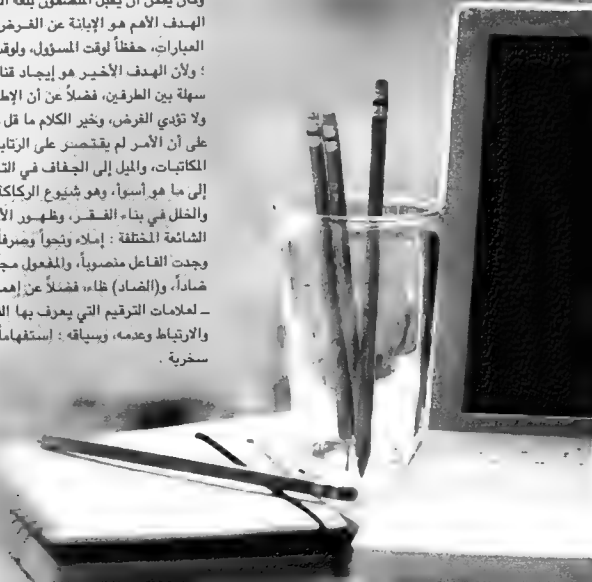 الهدف الأهم هو الإبانة عن الغرض
العبارات، حفظاً لوقت المسؤول، ولوقت
؛ ولأن الهدف الأخير هو إيجاد قنا
سهلة بين الطرفين، فضلاً عن أن الإط
ولا تؤدي الغرض، وخير الكلام ما قل
على أن الأمر لم يقتصر على الرتاب
المكاتبات، والميل إلى الجفاف في الت
إلى ما هو أسوأ، وهو شيوع الركاكة
والخلل في بناء الفقر، وظهور الأ
الشائعة المختلفة : إملاء ونحواً وصرفاً
وجدت الفاعل منصوباً، والمفعول مج
ضاداً، و(الضاد) ظاء، فضلاً عن إهم
ـ لعلامات الترقيم التي يعرف بها ال
والارتباط وعدمه، وسياقه : استفهاماً
سخرية .